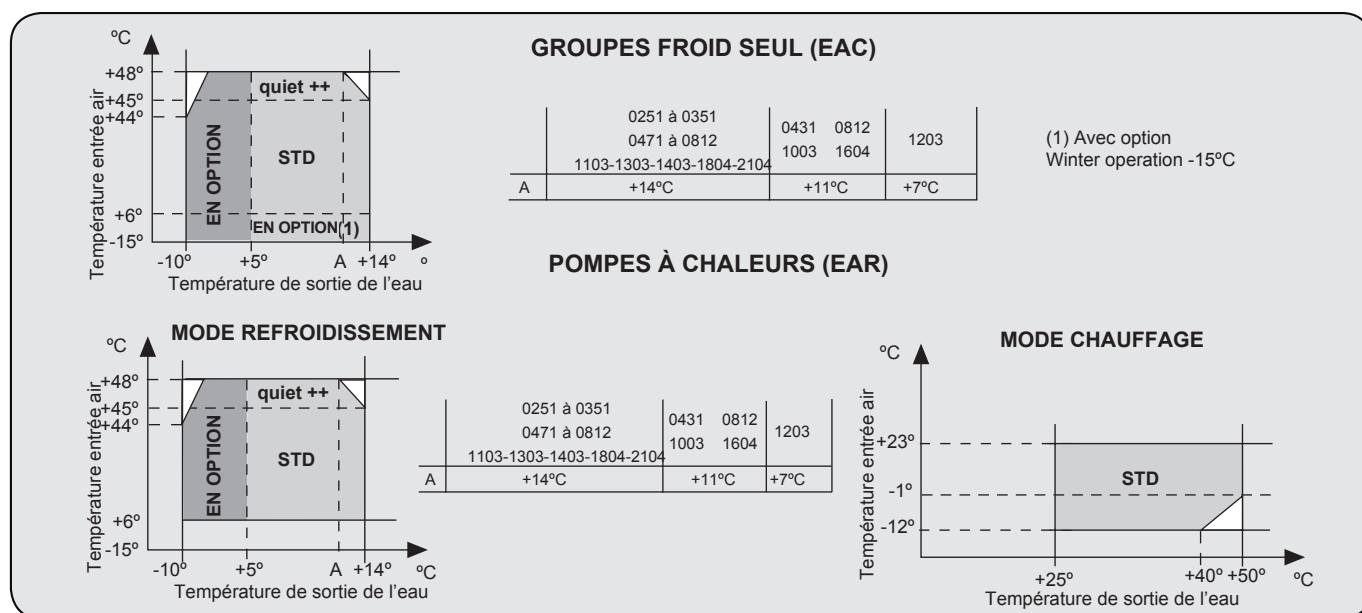 GROUPES FROID SEUL (EAC)
ºC
Température entrée air
+48º
+45º
+44º
+6º
-15º
quiet ++
EN OPTION
STD
EN OPTION(1)
-10º +5º A +14º º
Température de sortie de l'eau
0251 à 0351
0471 à 0812
1103-1303-1403-1804-2104
0431 0812
1003 1604
1203
A +14ºC +11ºC +7ºC
(1) Avec option
Winter operation -15ºC
POMPES À CHALEURS (EAR)
MODE REFROIDISSEMENT
ºC
Température entrée air
+48º
+45º
+44º
+6º
-15º
quiet ++
EN OPTION
STD
-10º +5º A +14º ºC
Température de sortie de l'eau
0251 à 0351
0471 à 0812
1103-1303-1403-1804-2104
0431 0812
1003 1604
1203
A +14ºC +11ºC +7ºC
MODE CHAUFFAGE
ºC
Température entrée air
+23º
-1º
-12º
STD
+25º +40º +50º ºC
Température de sortie de l'eau